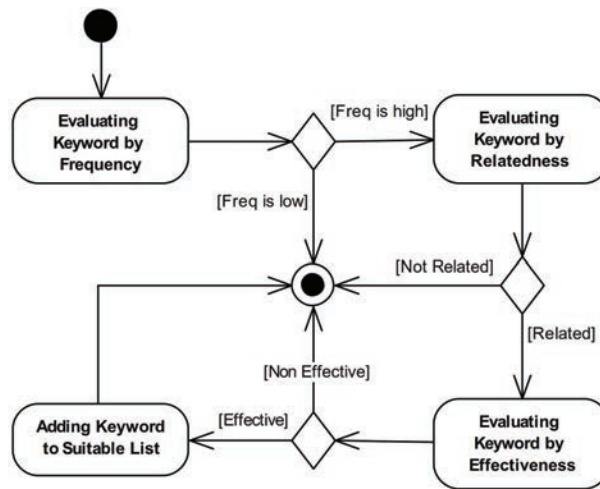 Evaluating
Keyword by
Frequency
[Freq is high]
Evaluating
Keyword by
Relatedness
[Freq is low]
[Not Related]
[Related]
[Non Effective]
[Effective]
Adding Keyword
to Suitable List
Evaluating
Keyword by
Effectiveness